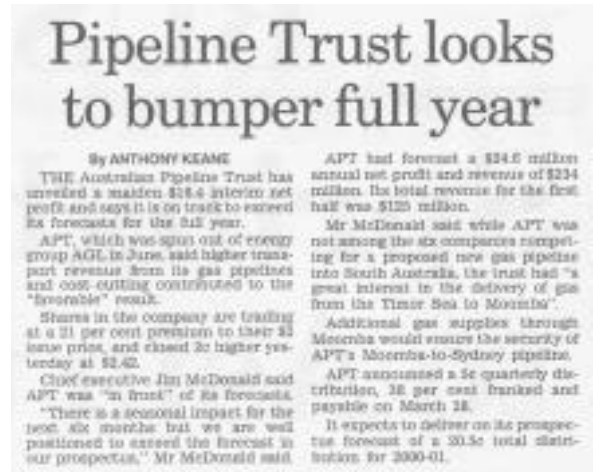 Pipeline Trust looks
to bumper full year
By ANTHONY KEANE
THE Australian Pipeline Trust has
unveiled a maiden $18.4 interim net
profit and says it is on track to exceed
its forecasts for the full year.
APT, which was spun out of energy
group AGL in June, said higher trans-
port revenue from its gas pipelines
and cost-cutting contributed to the
"favorable" result.
Shares in the company are trading
at a 21 per cent premium to their $2
issue price, and closed 2c higher yes-
terday at $2.42.
Chief executive Jim McDonald said
APT was "in front" of its forecasts.
"There is a seasonal impact for the
next six months but we are well
positioned to exceed the forecast in
our prospectus," Mr McDonald said.
APT had forecast a $34.6 million
annual net profit and revenue of $234
million. Its total revenue for the first
half was $125 million.
Mr McDonald said while APT was
not among the six companies compet-
ing for a proposed new gas pipeline
into South Australia, the trust had "a
great interest in the delivery of gas
from the Timor Sea to Moomba".
Additional gas supplies through
Moomba would ensure the security of
APT's Moomba-to-Sydney pipeline.
APT announced a 5c quarterly dis-
tribution, per cent franked and
payable on March 28.
It expects to deliver on its prospec-
tus forecast of a 20.5c total distri-
bution for 2000-01.